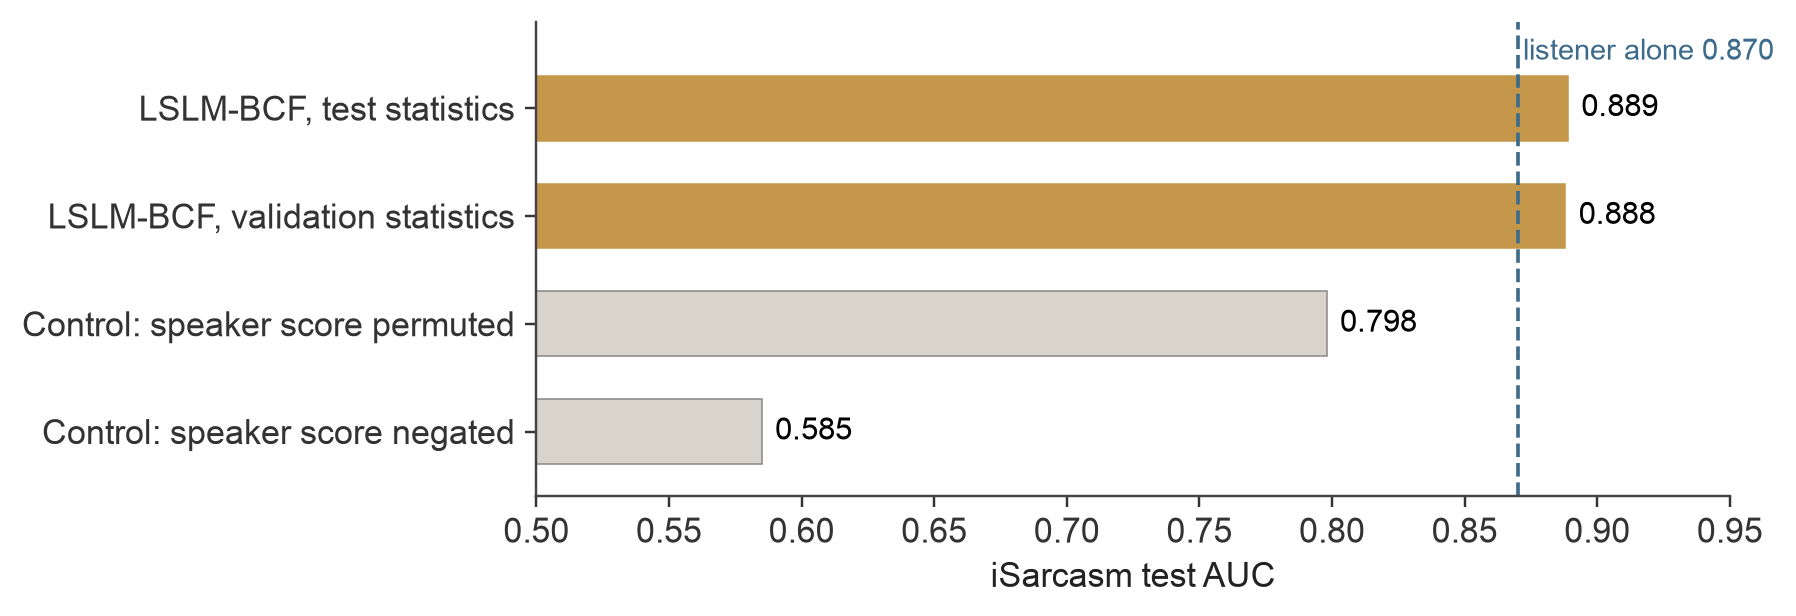 listener alone 0.870
LSLM-BCF, test statistics 0.889
LSLM-BCF, validation statistics 0.888
Control: speaker score permuted 0.798
Control: speaker score negated 0.585
0.50 0.55 0.60 0.65 0.70 0.75 0.80 0.85 0.90 0.95
iSarcasm test AUC